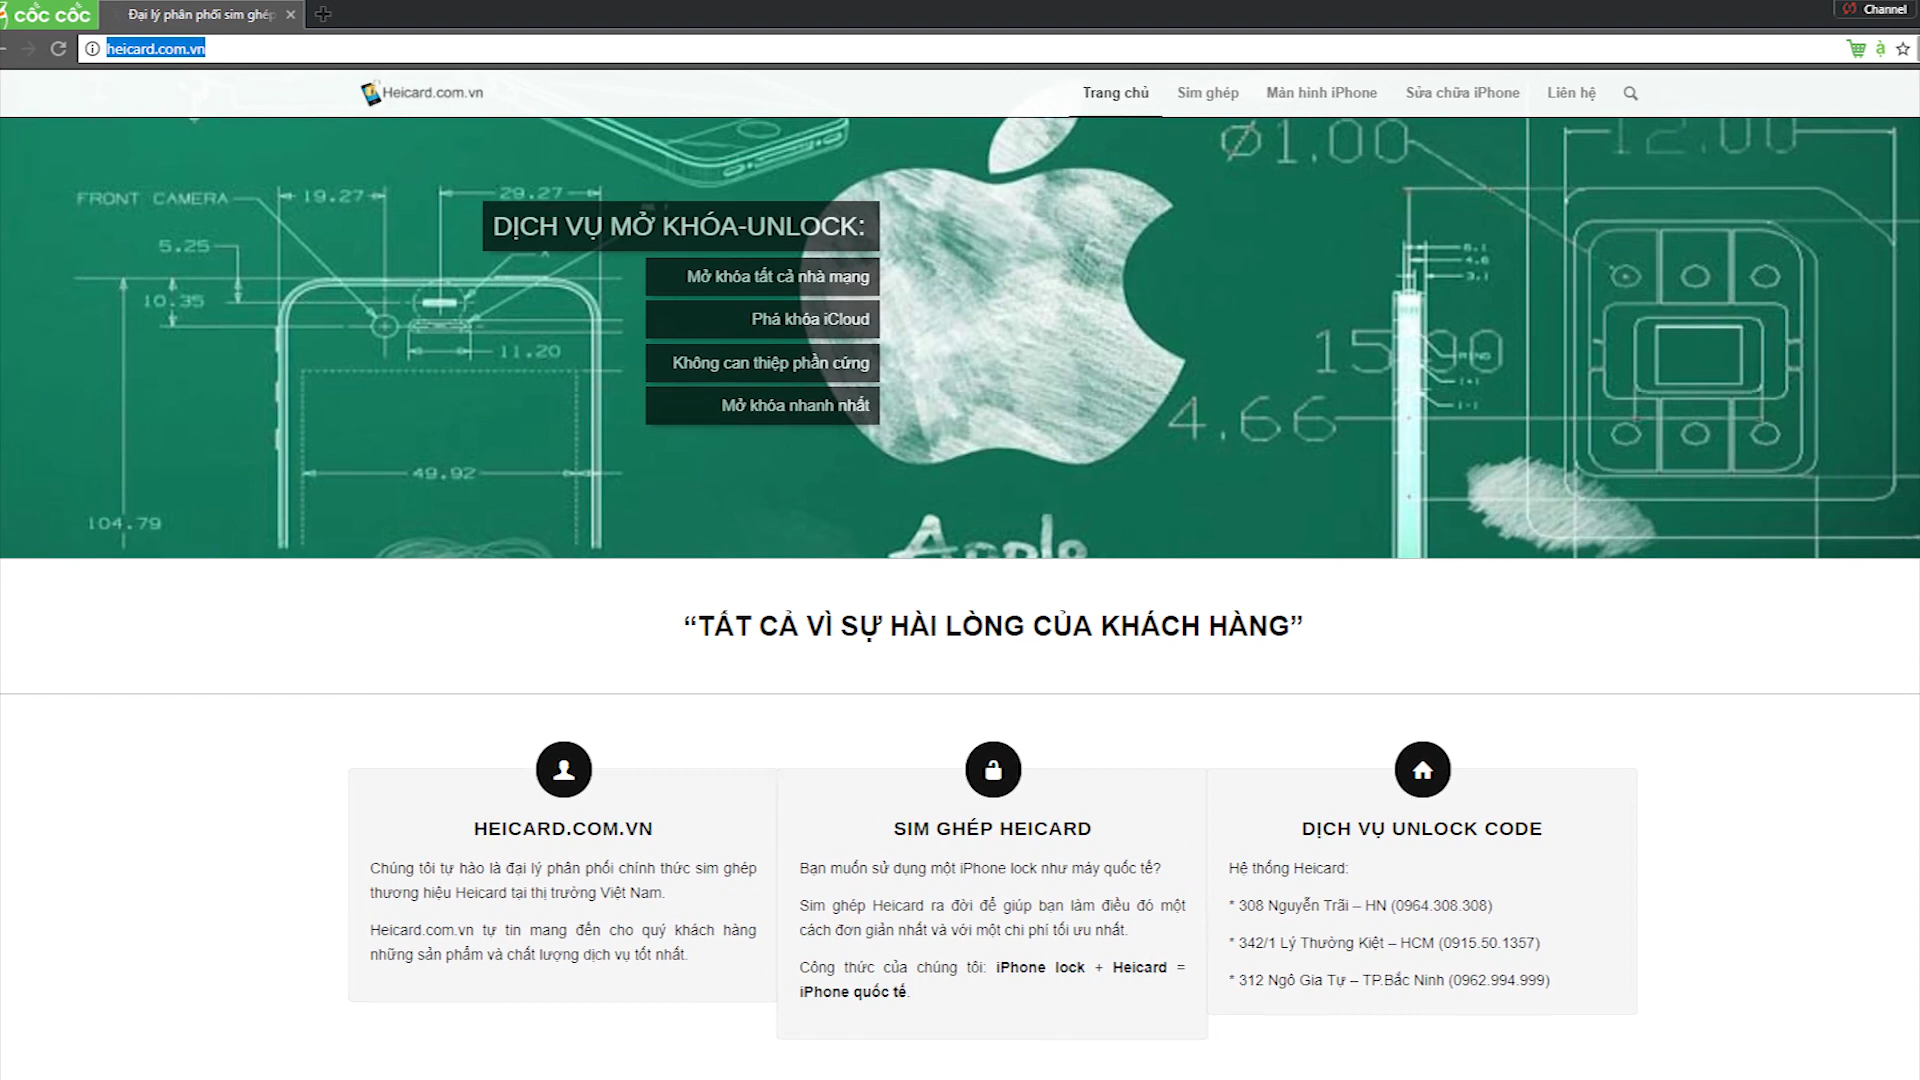 cốc cốc
Đại lý phân phối sim ghép
Channel
heicard.com.vn
Heicard.com.vn
Trang chủ
Sim ghép
Màn hình iPhone
Sửa chữa iPhone
Liên hệ
FRONT CAMERA
19.27
29.27
5.25
10.35
11.20
49.92
104.79
DỊCH VỤ MỞ KHÓA-UNLOCK:
Mở khóa tất cả nhà mạng
Phá khóa iCloud
Không can thiệp phần cứng
Mở khóa nhanh nhất
Apple
Ø1.00
12.00
4.66
3.1
“TẤT CẢ VÌ SỰ HÀI LÒNG CỦA KHÁCH HÀNG”
HEICARD.COM.VN
Chúng tôi tự hào là đại lý phân phối chính thức sim ghép
thương hiệu Heicard tại thị trường Việt Nam.
Heicard.com.vn tự tin mang đến cho quý khách hàng
những sản phẩm và chất lượng dịch vụ tốt nhất.
SIM GHÉP HEICARD
Bạn muốn sử dụng một iPhone lock như máy quốc tế?
Sim ghép Heicard ra đời để giúp bạn làm điều đó một
cách đơn giản nhất và với một chi phí tối ưu nhất.
Công thức của chúng tôi: iPhone lock + Heicard =
iPhone quốc tế.
DỊCH VỤ UNLOCK CODE
Hệ thống Heicard:
* 308 Nguyễn Trãi – HN (0964.308.308)
* 342/1 Lý Thường Kiệt – HCM (0915.50.1357)
* 312 Ngô Gia Tự – TP.Bắc Ninh (0962.994.999)